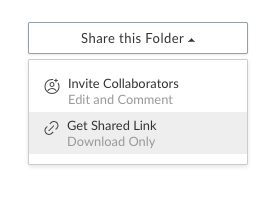 Share this Folder
Invite Collaborators
Edit and Comment
Get Shared Link
Download Only